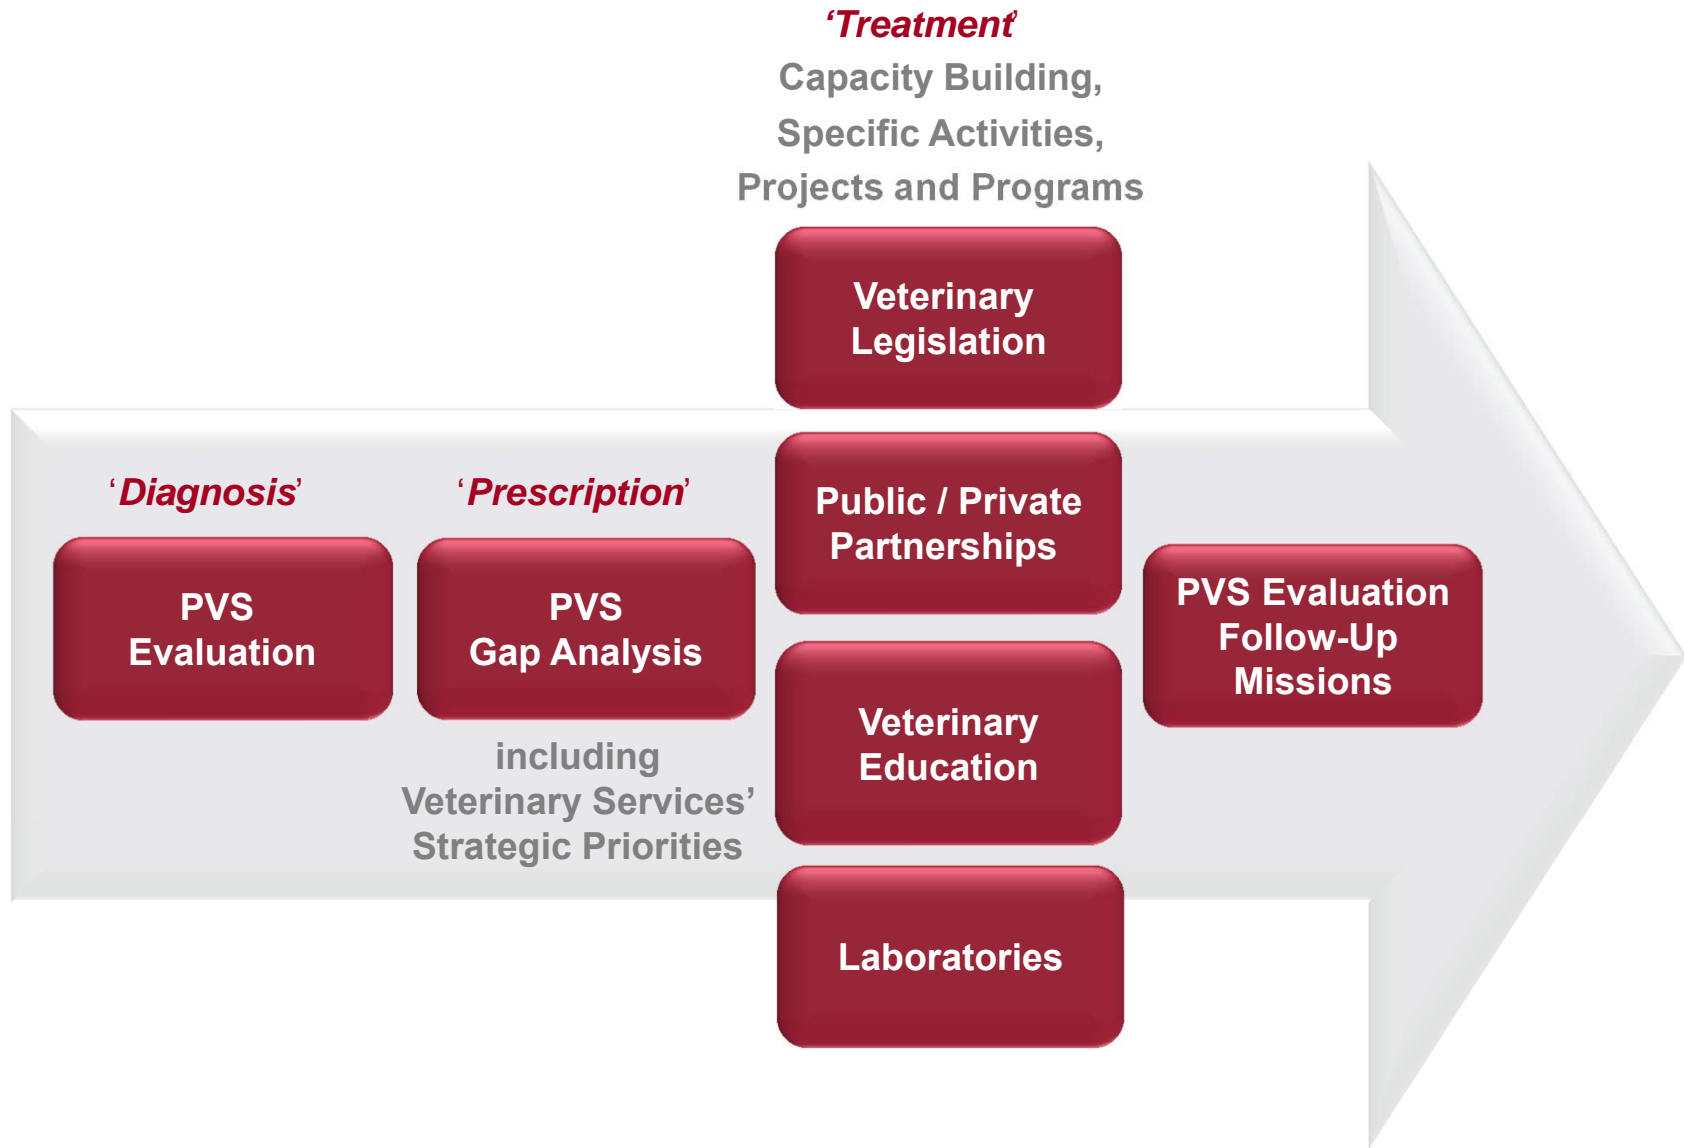 ‘Diagnosis’
PVS
Evaluation
‘Prescription’
PVS
Gap Analysis
including
Veterinary Services’
Strategic Priorities
‘Treatment’
Capacity Building,
Specific Activities,
Projects and Programs
Veterinary
Legislation
Public / Private
Partnerships
Veterinary
Education
Laboratories
PVS Evaluation
Follow-Up
Missions